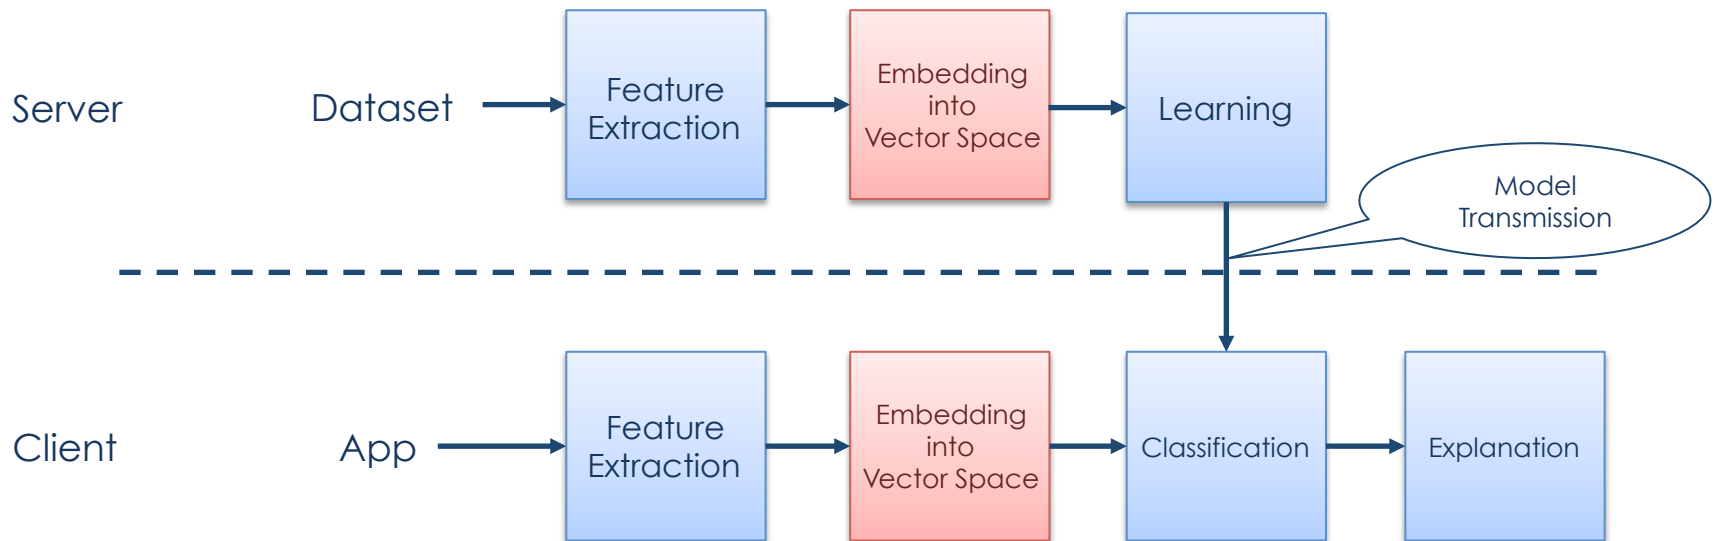 Server
Dataset
Feature
Extraction
Embedding
into
Vector Space
Learning
Model
Transmission
Client
App
Feature
Extraction
Embedding
into
Vector Space
Classification
Explanation